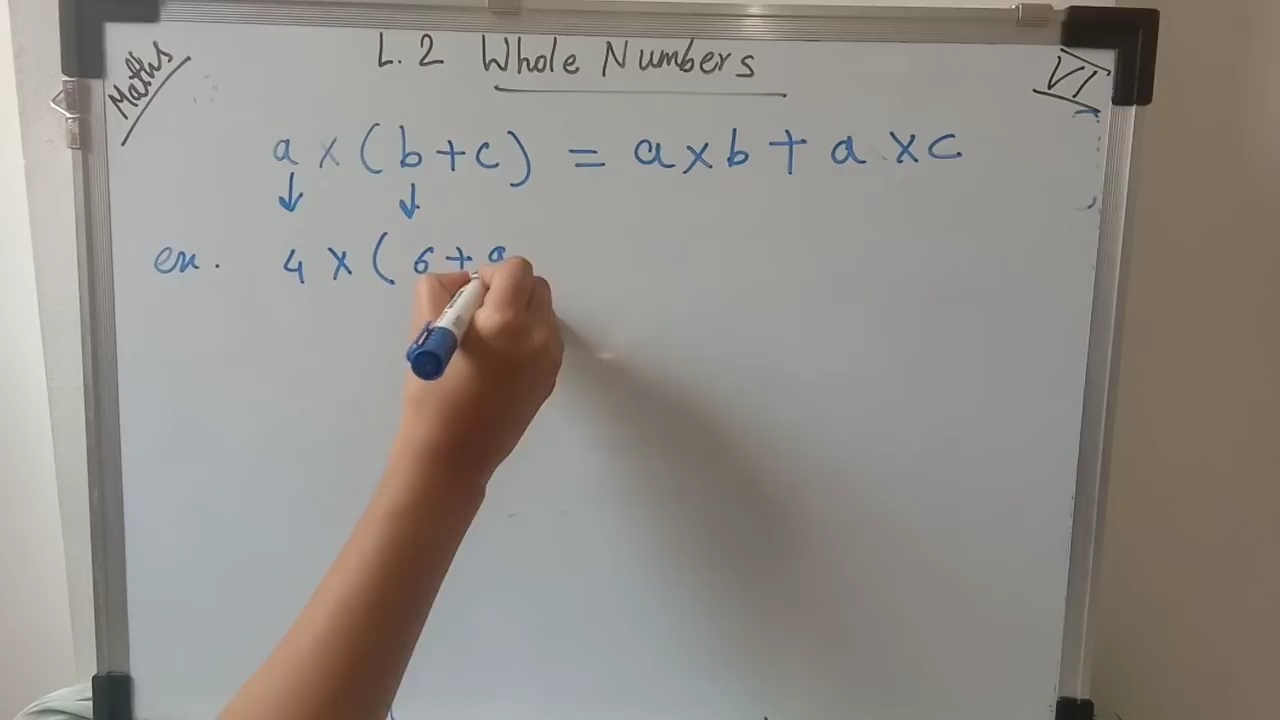 Maths
L.2 Whole Numbers
VI
a × (b+c) = a×b + a×c
ex. 4 × ( 6 +